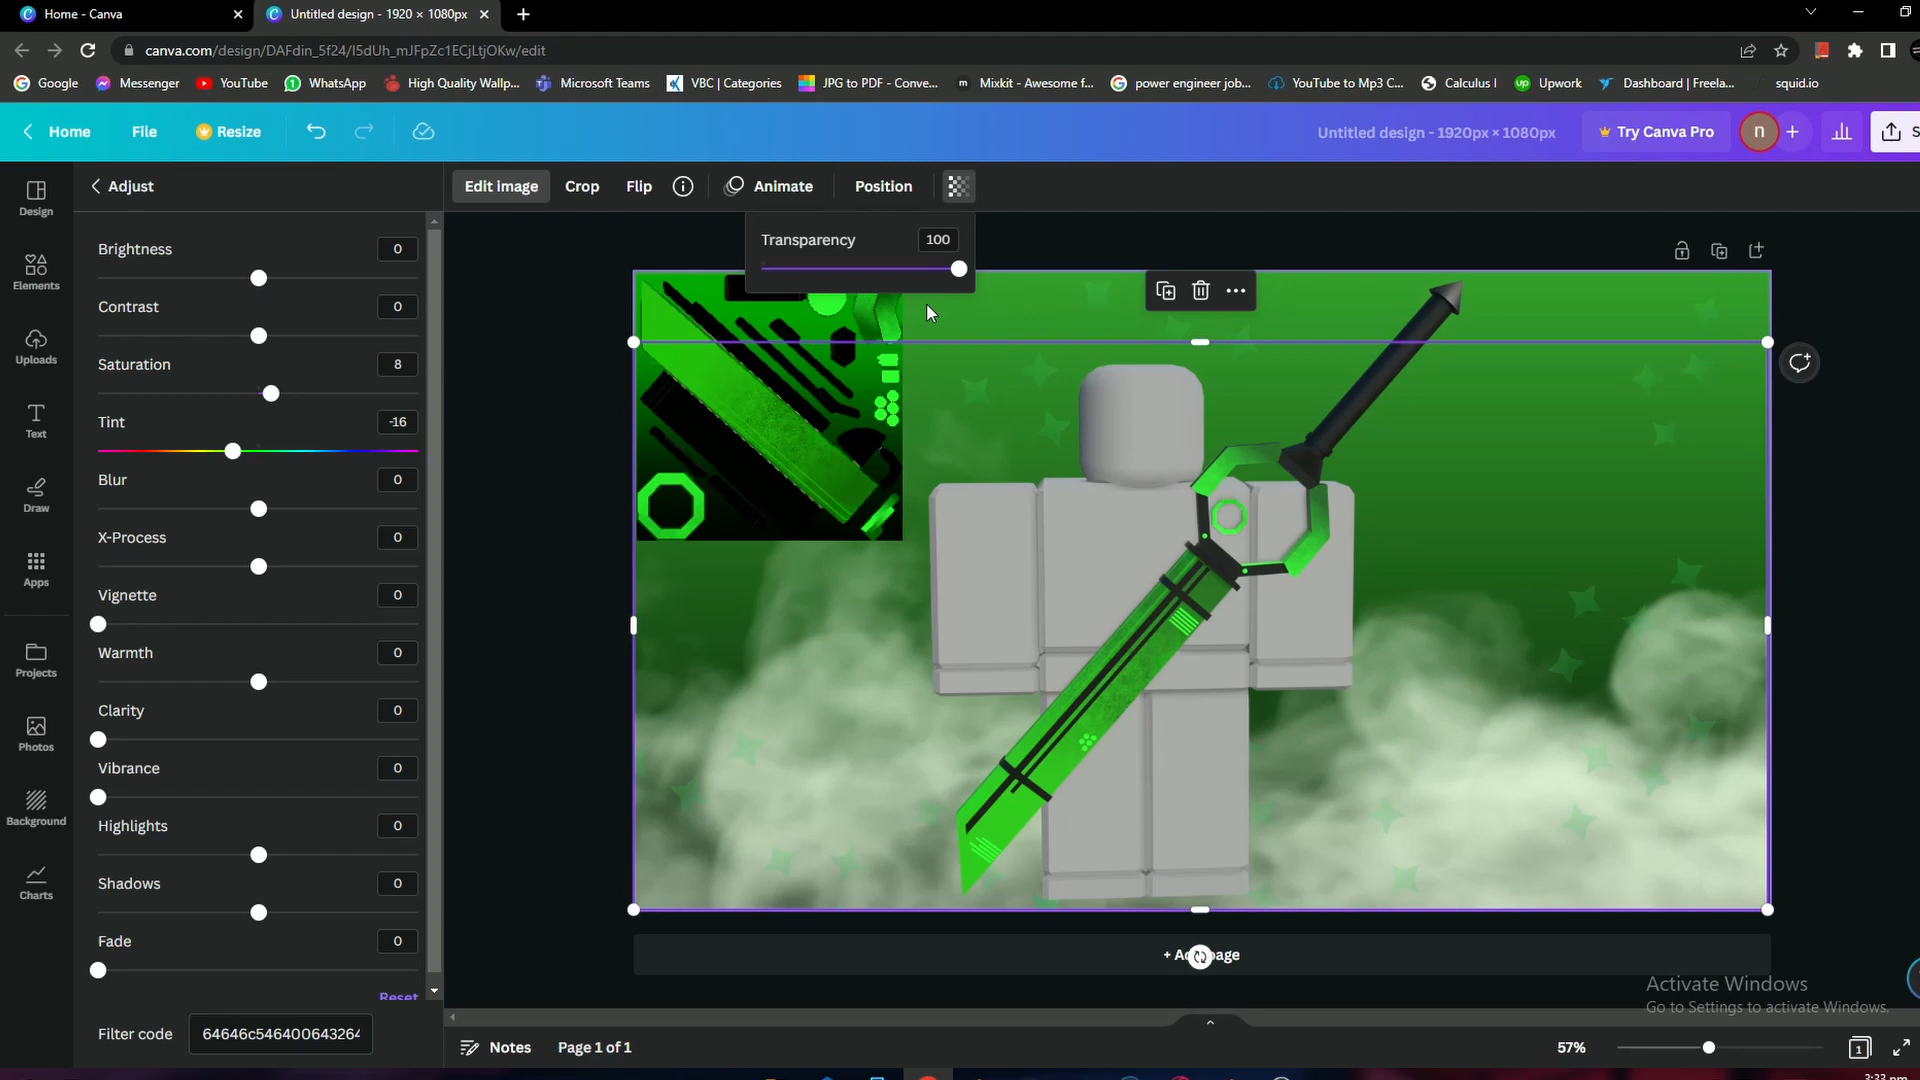 Home - Canva
Untitled design - 1920 × 1080px
canva.com/design/DAFdin_5f24/I5dUh_mJFpZc1ECjLtjOKw/edit
Google
Messenger
YouTube
WhatsApp
High Quality Wallp...
Microsoft Teams
VBC | Categories
JPG to PDF - Conve...
Mixkit - Awesome f...
power engineer job...
YouTube to Mp3 C...
Calculus I
Upwork
Dashboard | Freela...
squid.io
Home
File
Resize
Untitled design - 1920px × 1080px
Try Canva Pro
n
S
Design
Elements
Uploads
Text
Draw
Apps
Projects
Photos
Background
Charts
Adjust
Brightness 0
Contrast 0
Saturation 8
Tint -16
Blur 0
X-Process 0
Vignette 0
Warmth 0
Clarity 0
Vibrance 0
Highlights 0
Shadows 0
Fade 0
Reset
Filter code 64646c54640064326
Edit image
Crop
Flip
Animate
Position
Transparency 100
Activate Windows
Go to Settings to activate Windows.
Notes
Page 1 of 1
57%
1
3:33 pm